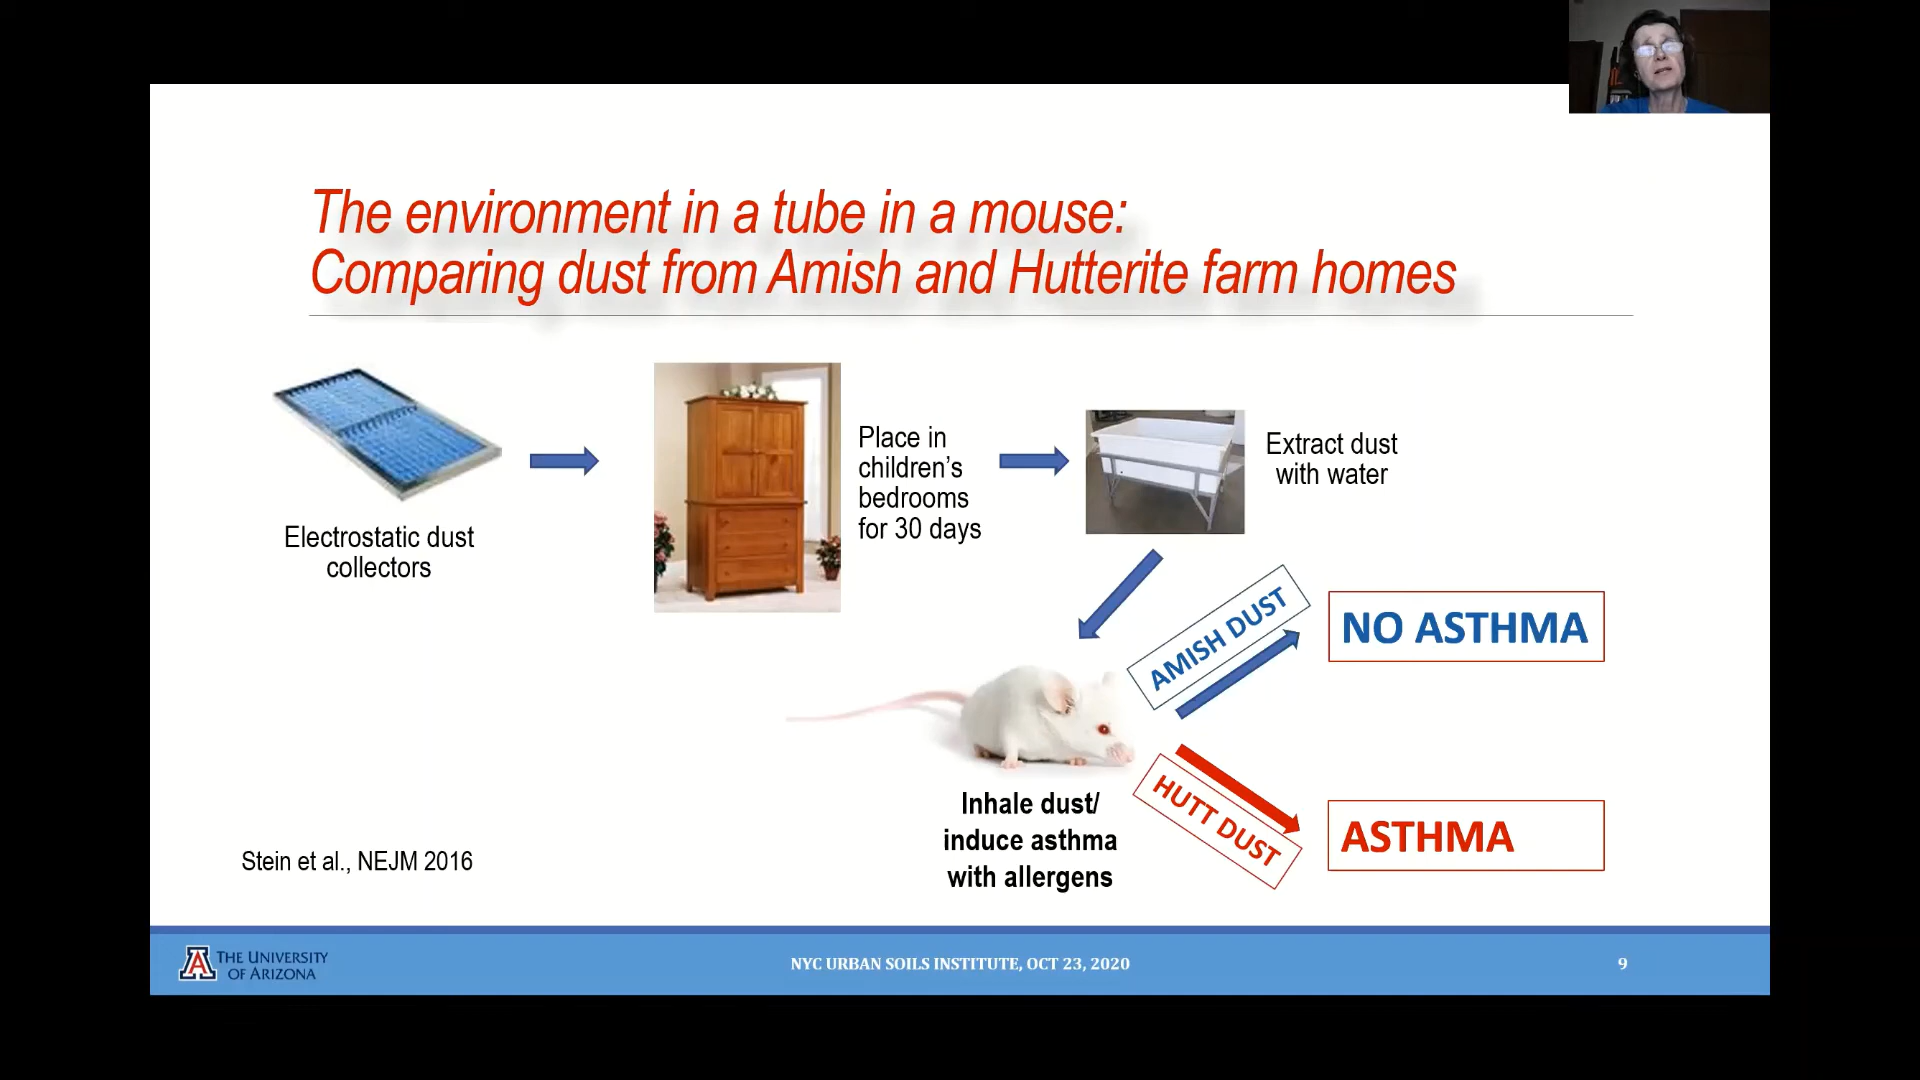 The environment in a tube in a mouse:
Comparing dust from Amish and Hutterite farm homes
Electrostatic dust
collectors
Place in
children's
bedrooms
for 30 days
Extract dust
with water
AMISH DUST
NO ASTHMA
HUTT DUST
ASTHMA
Inhale dust/
induce asthma
with allergens
Stein et al., NEJM 2016
A
THE UNIVERSITY
OF ARIZONA
NYC URBAN SOILS INSTITUTE, OCT 23, 2020
9